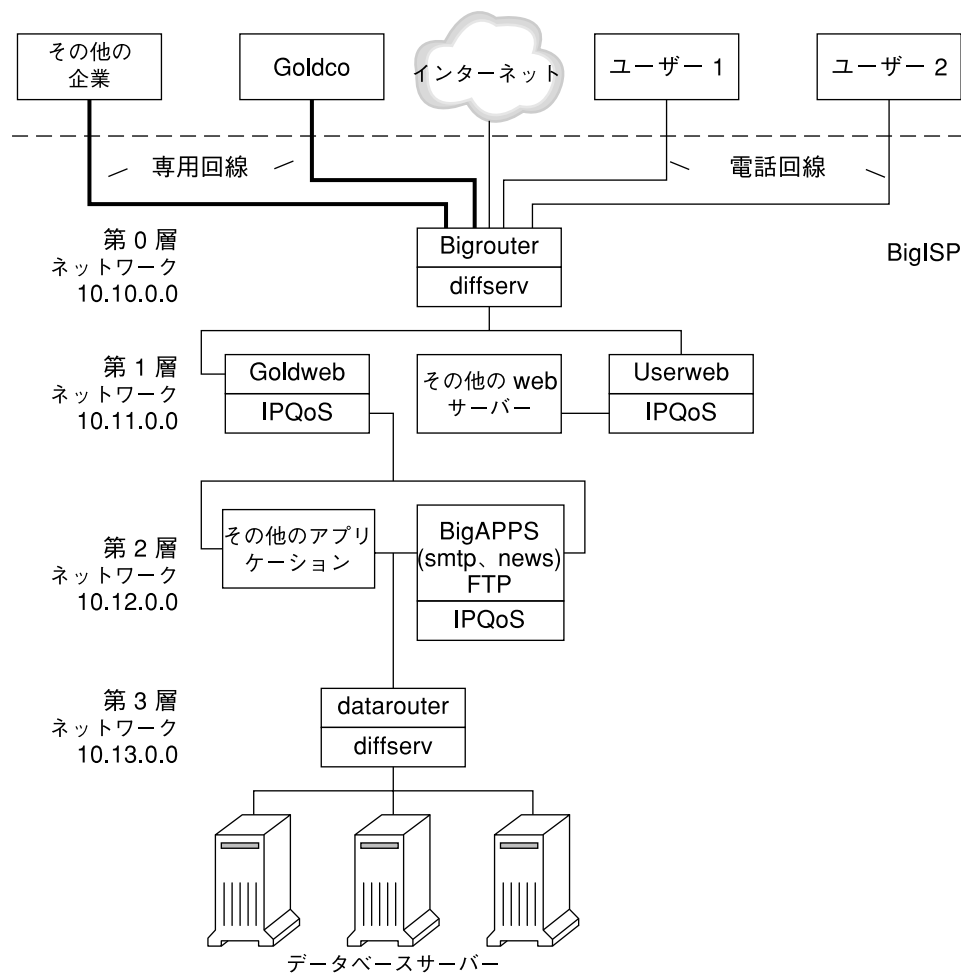 その他の
企業
Goldco
インターネット
ユーザー 1
ユーザー 2
専用回線
電話回線
第 0 層
ネットワーク
10.10.0.0
Bigrouter
diffserv
BigISP
第 1 層
ネットワーク
10.11.0.0
Goldweb
IPQoS
その他の web
サーバー
Userweb
IPQoS
第 2 層
ネットワーク
10.12.0.0
その他のアプリ
ケーション
BigAPPS
(smtp、news)
FTP
IPQoS
第 3 層
ネットワーク
10.13.0.0
datarouter
diffserv
データベースサーバー